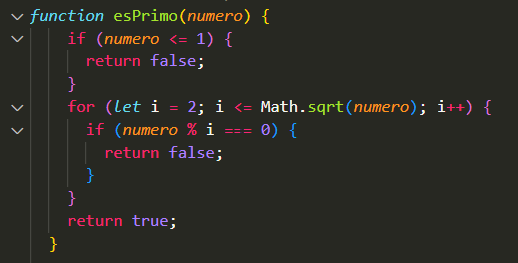 function esPrimo(numero) {
if (numero <= 1) {
return false;
}
for (let i = 2; i <= Math.sqrt(numero); i++) {
if (numero % i === 0) {
return false;
}
}
return true;
}